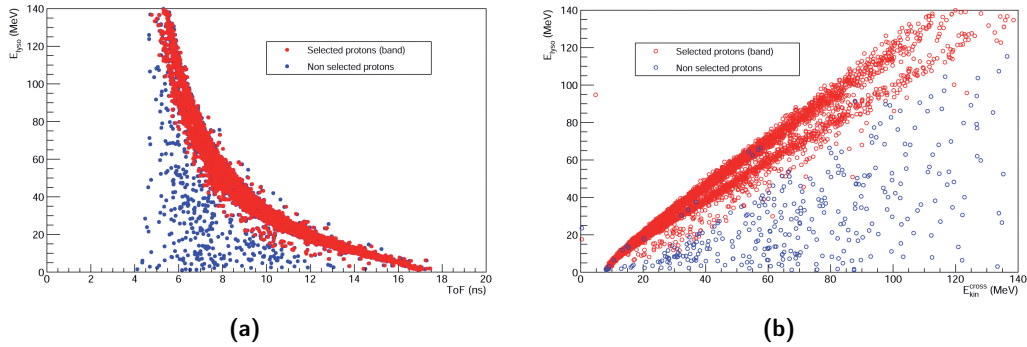 E_lyso (MeV)
140
120
100
80
60
40
20
0
Selected protons (band)
Non selected protons
0 2 4 6 8 10 12 14 16 18 20
ToF (ns)
(a)
E_lyso (MeV)
140
120
100
80
60
40
20
0
Selected protons (band)
Non selected protons
0 20 40 60 80 100 120 140
E_kin^cross (MeV)
(b)